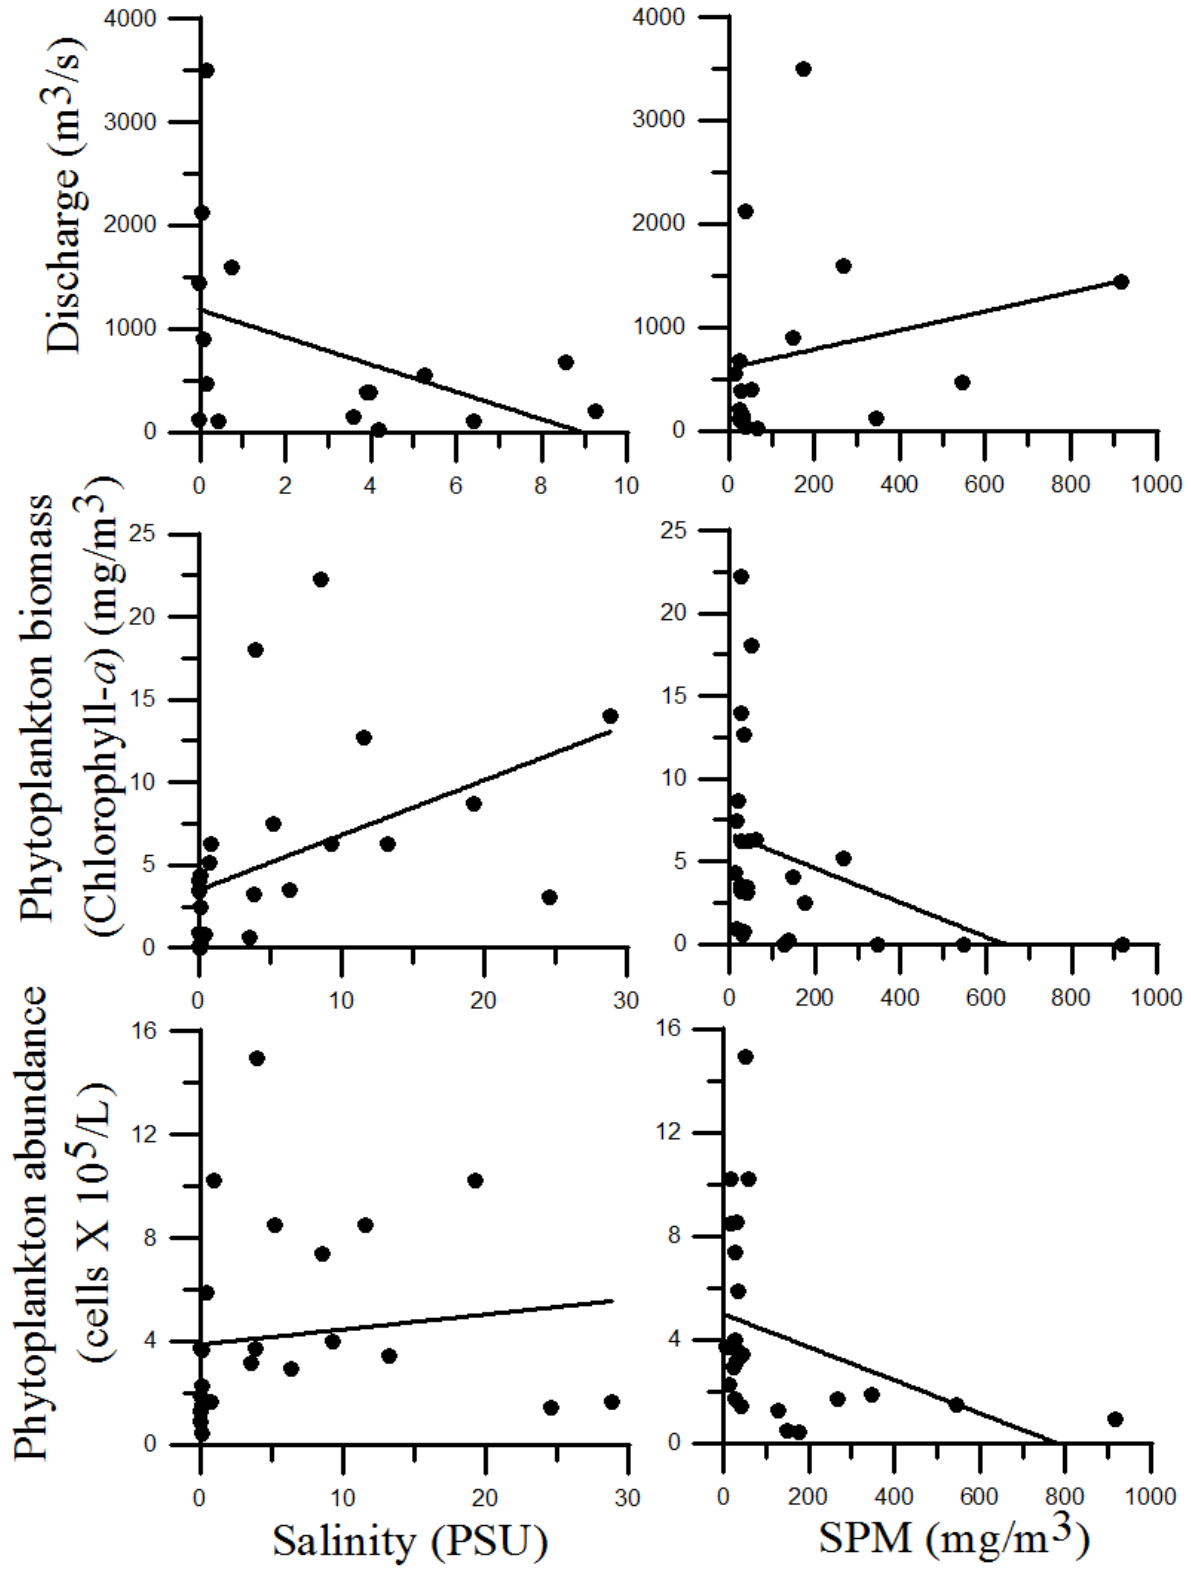 Discharge (m3/s)
4000
3000
2000
1000
0
0 2 4 6 8 10
4000
3000
2000
1000
0
0 200 400 600 800 1000
Phytoplankton biomass
(Chlorophyll-a) (mg/m3)
25
20
15
10
5
0
0 10 20 30
25
20
15
10
5
0
0 200 400 600 800 1000
Phytoplankton abundance
(cells X 105/L)
16
12
8
4
0
0 10 20 30
Salinity (PSU)
16
12
8
4
0
0 200 400 600 800 1000
SPM (mg/m3)